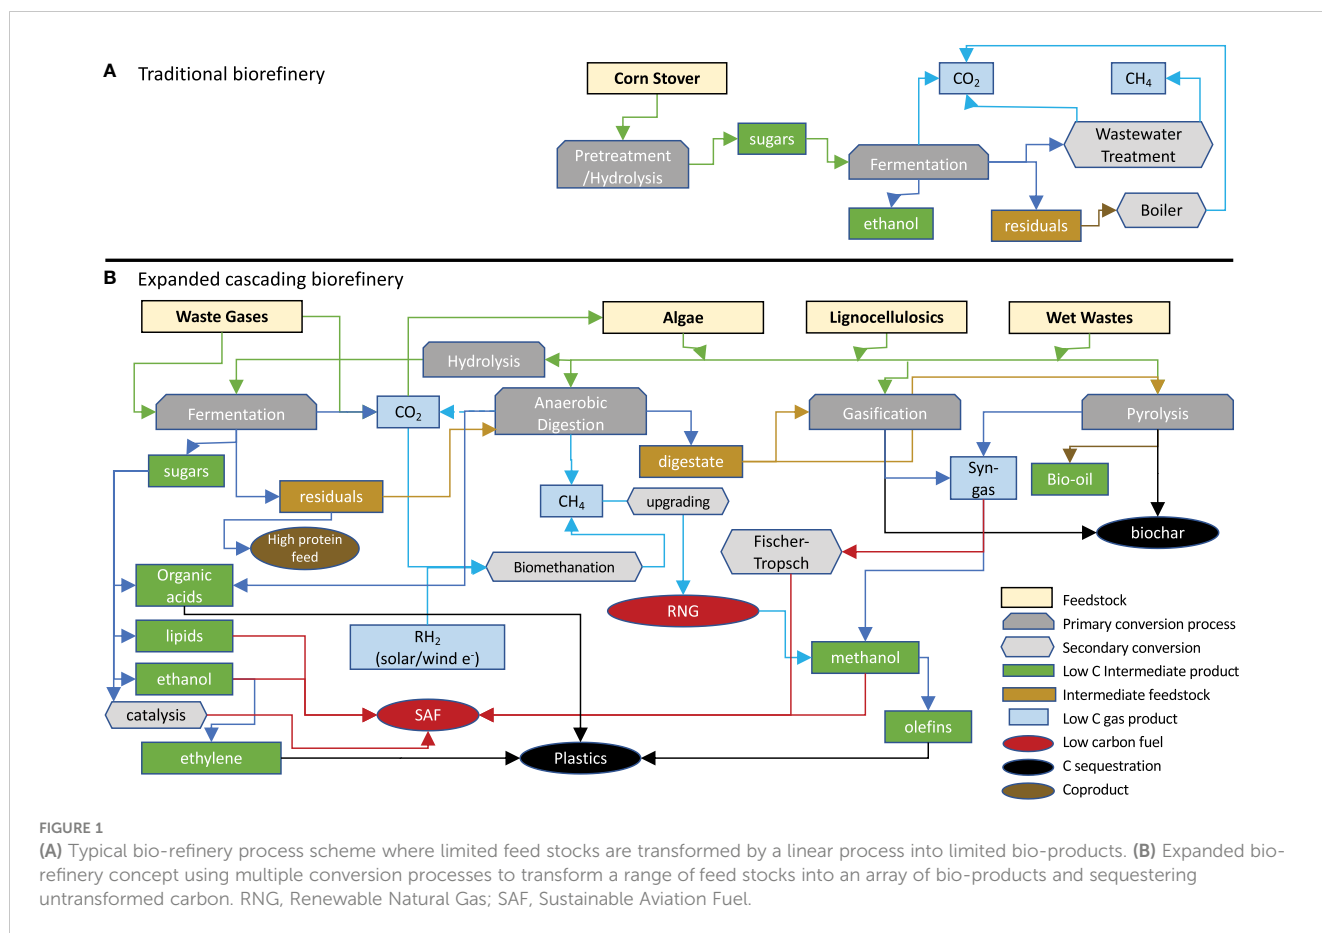 A Traditional biorefinery
Corn Stover
CO2
CH4
Pretreatment
/Hydrolysis
sugars
Fermentation
Wastewater
Treatment
ethanol
residuals
Boiler
B Expanded cascading biorefinery
Waste Gases
Algae
Lignocellulosics
Wet Wastes
Hydrolysis
Fermentation
CO2
Anaerobic
Digestion
Gasification
Pyrolysis
sugars
digestate
Syn-
gas
Bio-oil
residuals
CH4
upgrading
High protein
feed
Fischer-
Tropsch
biochar
Organic
acids
Biomethanation
RNG
lipids
RH2
(solar/wind e-)
methanol
ethanol
catalysis
SAF
olefins
ethylene
Plastics
Feedstock
Primary conversion process
Secondary conversion
Low C Intermediate product
Intermediate feedstock
Low C gas product
Low carbon fuel
C sequestration
Coproduct
FIGURE 1
(A) Typical bio-refinery process scheme where limited feed stocks are transformed by a linear process into limited bio-products. (B) Expanded bio-
refinery concept using multiple conversion processes to transform a range of feed stocks into an array of bio-products and sequestering
untransformed carbon. RNG, Renewable Natural Gas; SAF, Sustainable Aviation Fuel.